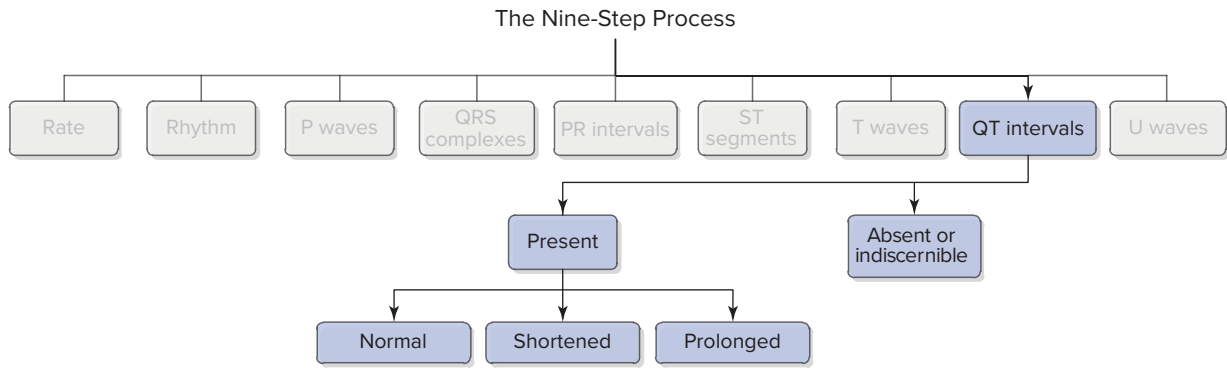 The Nine-Step Process
Rate
Rhythm
P waves
QRS
complexes
PR intervals
ST
segments
T waves
QT intervals
U waves
Present
Absent or
indiscernible
Normal
Shortened
Prolonged